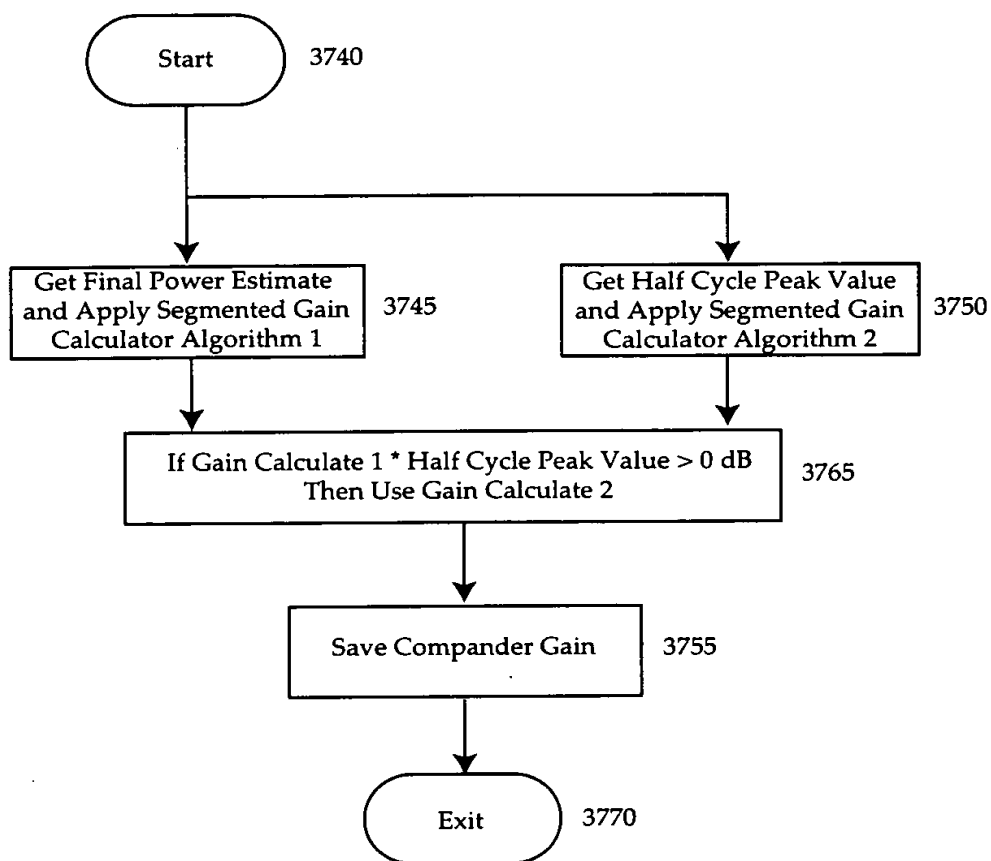 Start
3740
Get Final Power Estimate
and Apply Segmented Gain
Calculator Algorithm 1
3745
Get Half Cycle Peak Value
and Apply Segmented Gain
Calculator Algorithm 2
3750
If Gain Calculate 1 * Half Cycle Peak Value > 0 dB
Then Use Gain Calculate 2
3765
Save Compander Gain
3755
Exit
3770